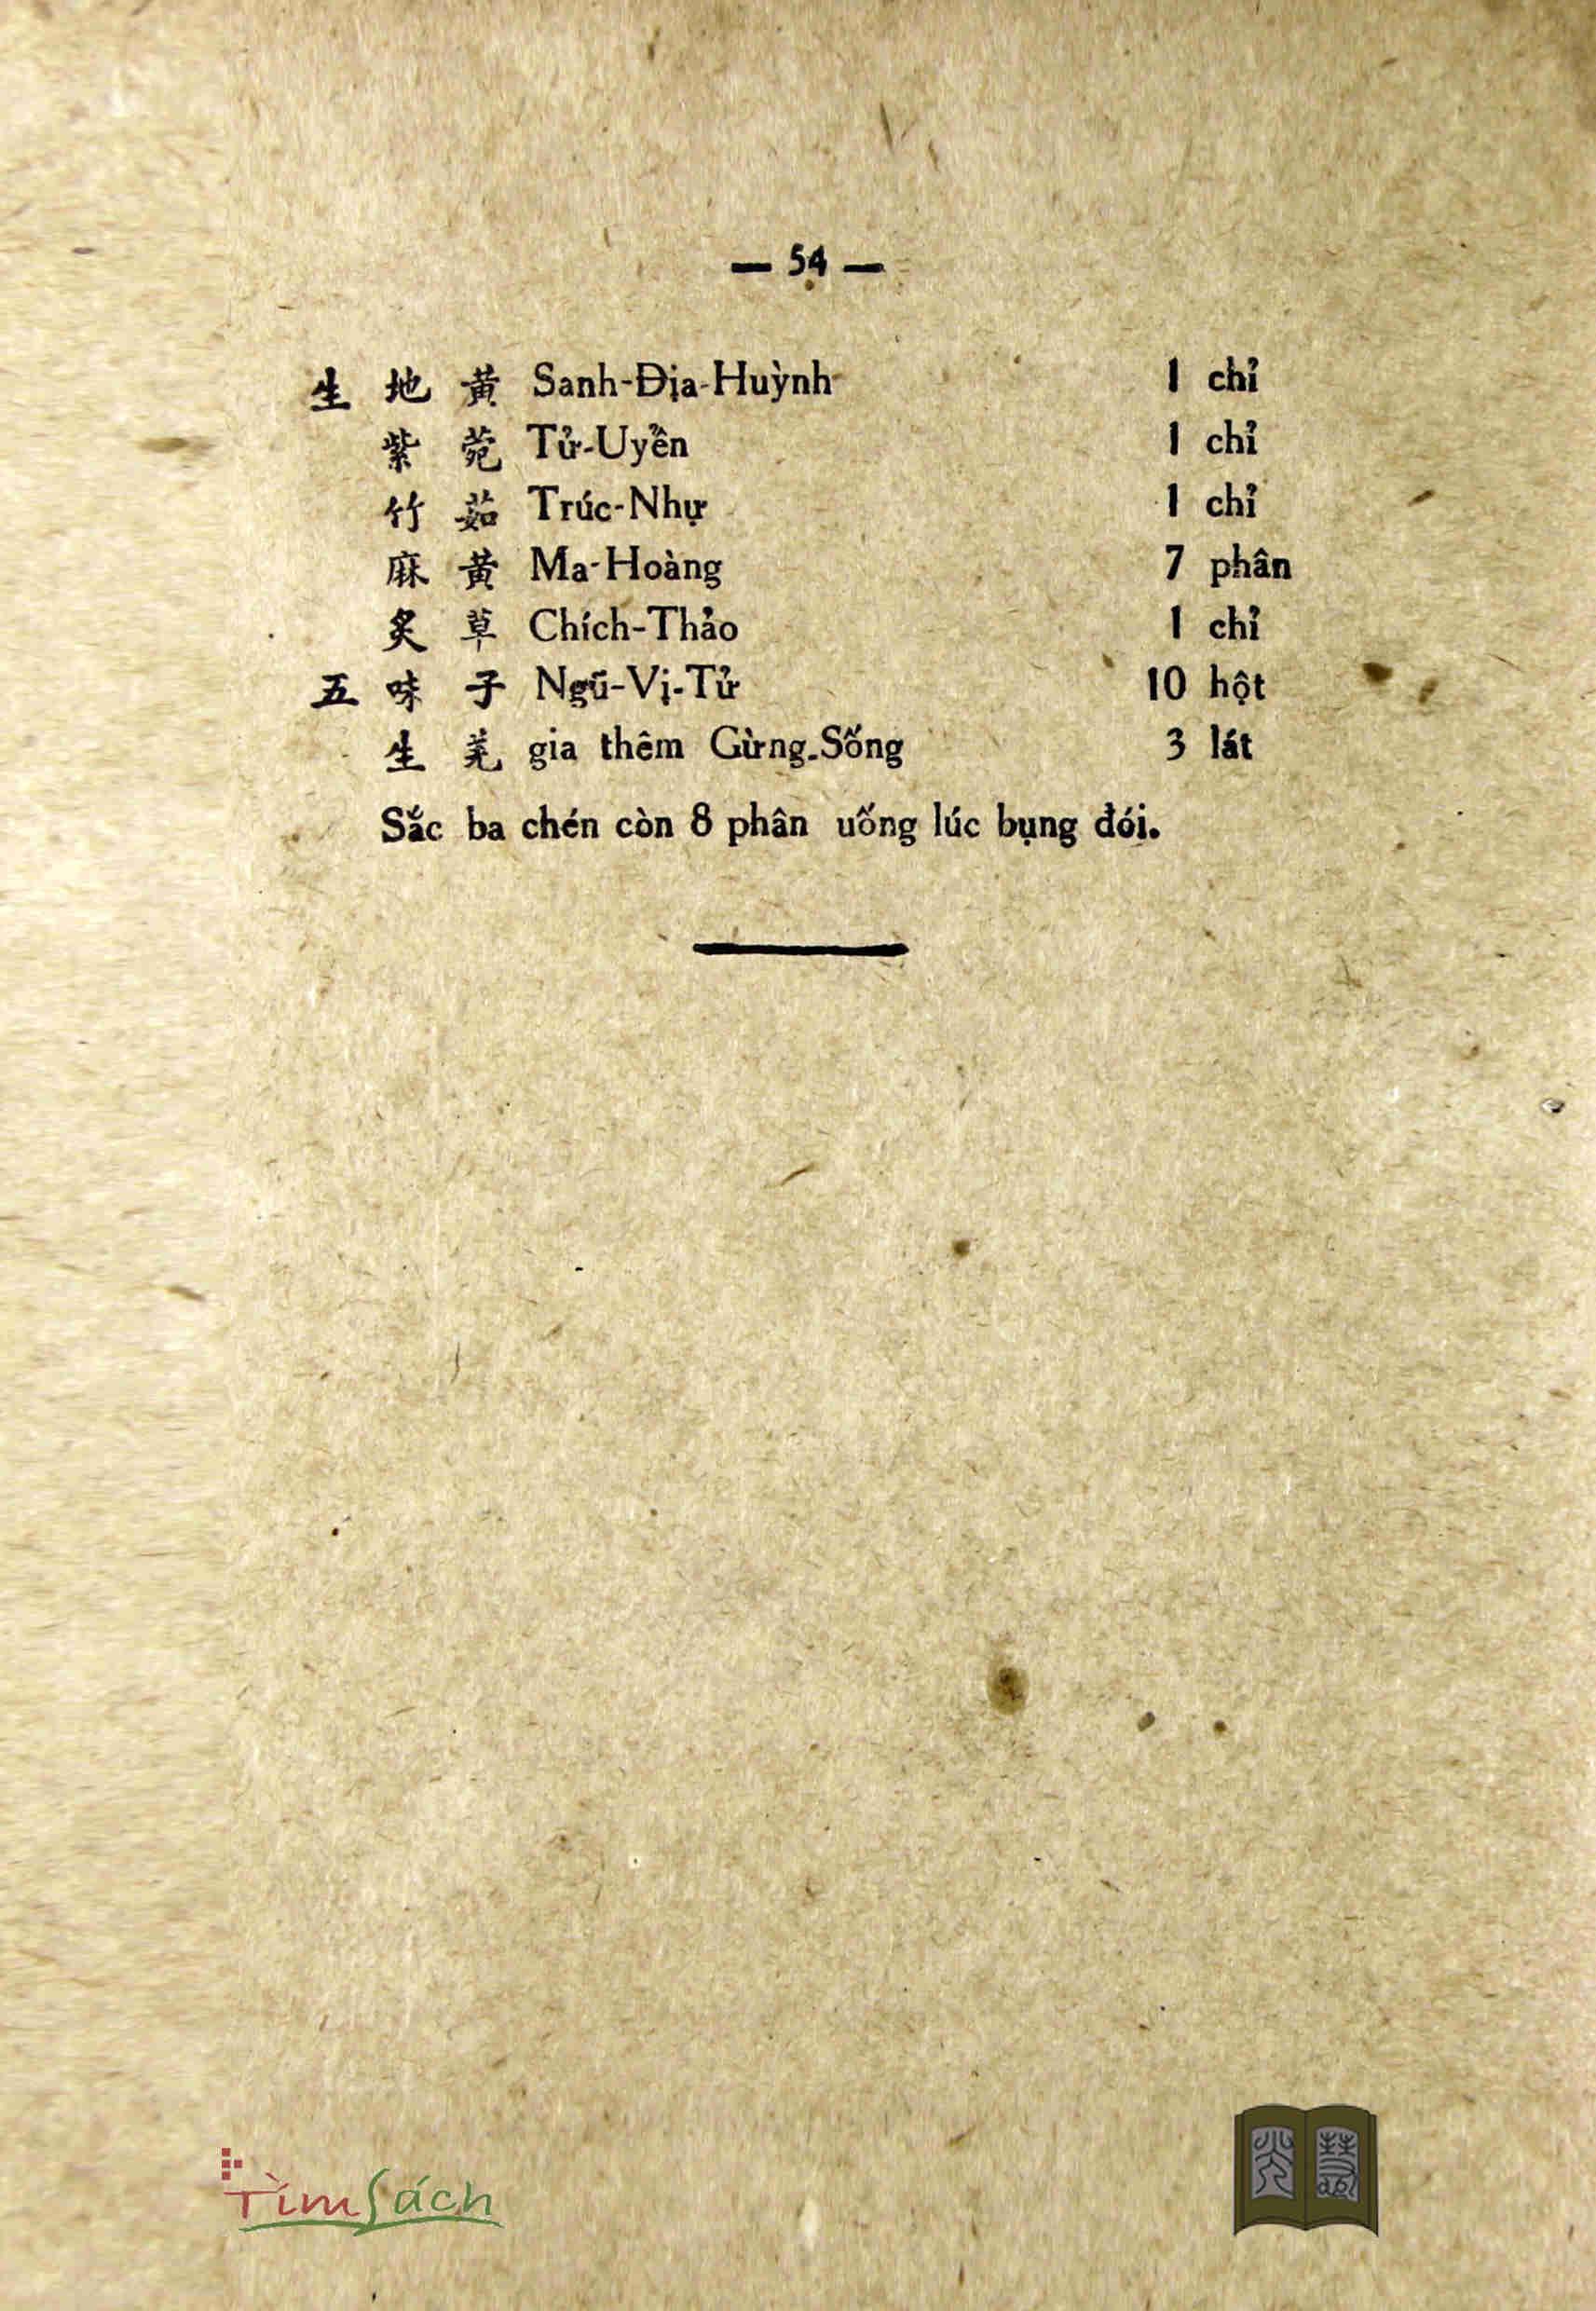 — 54 —
生 地 黃 Sanh-Địa-Huỳnh 1 chỉ
紫 菀 Tử-Uyển 1 chỉ
竹 茹 Trúc-Nhự 1 chỉ
麻 黃 Ma-Hoàng 7 phân
炙 草 Chích-Thảo 1 chỉ
五 味 子 Ngũ-Vị-Tử 10 hột
生 羌 gia thêm Gừng-Sống 3 lát
Sắc ba chén còn 8 phân uống lúc bụng đói.
TìmSách